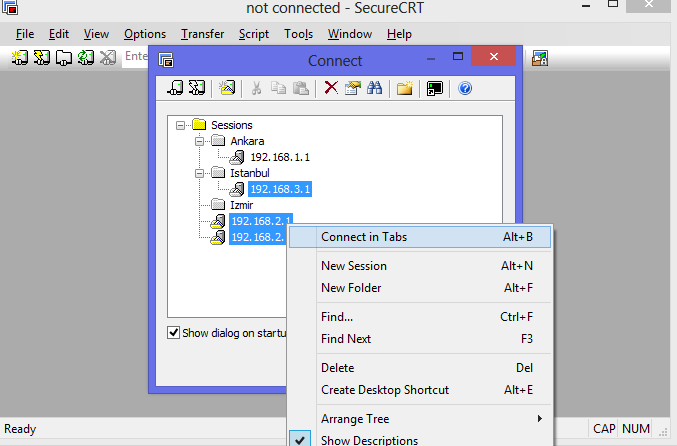 not connected - SecureCRT
File Edit View Options Transfer Script Tools Window Help
Ente
Connect
Sessions
Ankara
192.168.1.1
Istanbul
192.168.3.1
Izmir
192.168.2.1
192.168.2.
Connect in Tabs Alt+B
New Session Alt+N
New Folder Alt+F
Find... Ctrl+F
Find Next F3
Show dialog on startu
Delete Del
Create Desktop Shortcut Alt+E
Arrange Tree
Show Descriptions
Ready CAP NUM